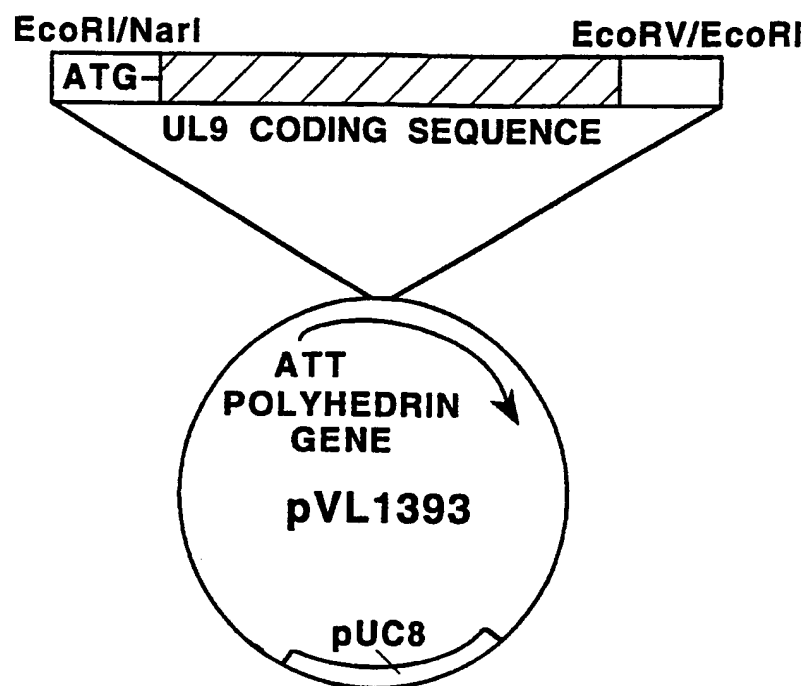 EcoRI/NarI
EcoRV/EcoRI
ATG
UL9 CODING SEQUENCE
ATT
POLYHEDRIN
GENE
pVL1393
pUC8